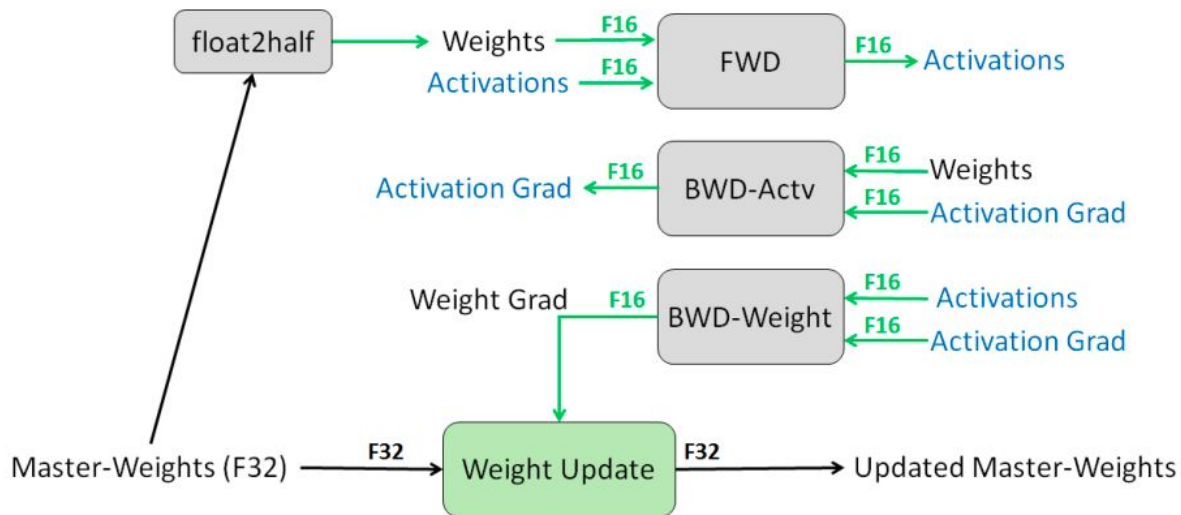 float2half
Weights
F16
Activations
F16
FWD
F16
Activations
Activation Grad
F16
BWD-Actv
F16
Weights
F16
Activation Grad
Weight Grad
F16
BWD-Weight
F16
Activations
F16
Activation Grad
Master-Weights (F32)
F32
Weight Update
F32
Updated Master-Weights